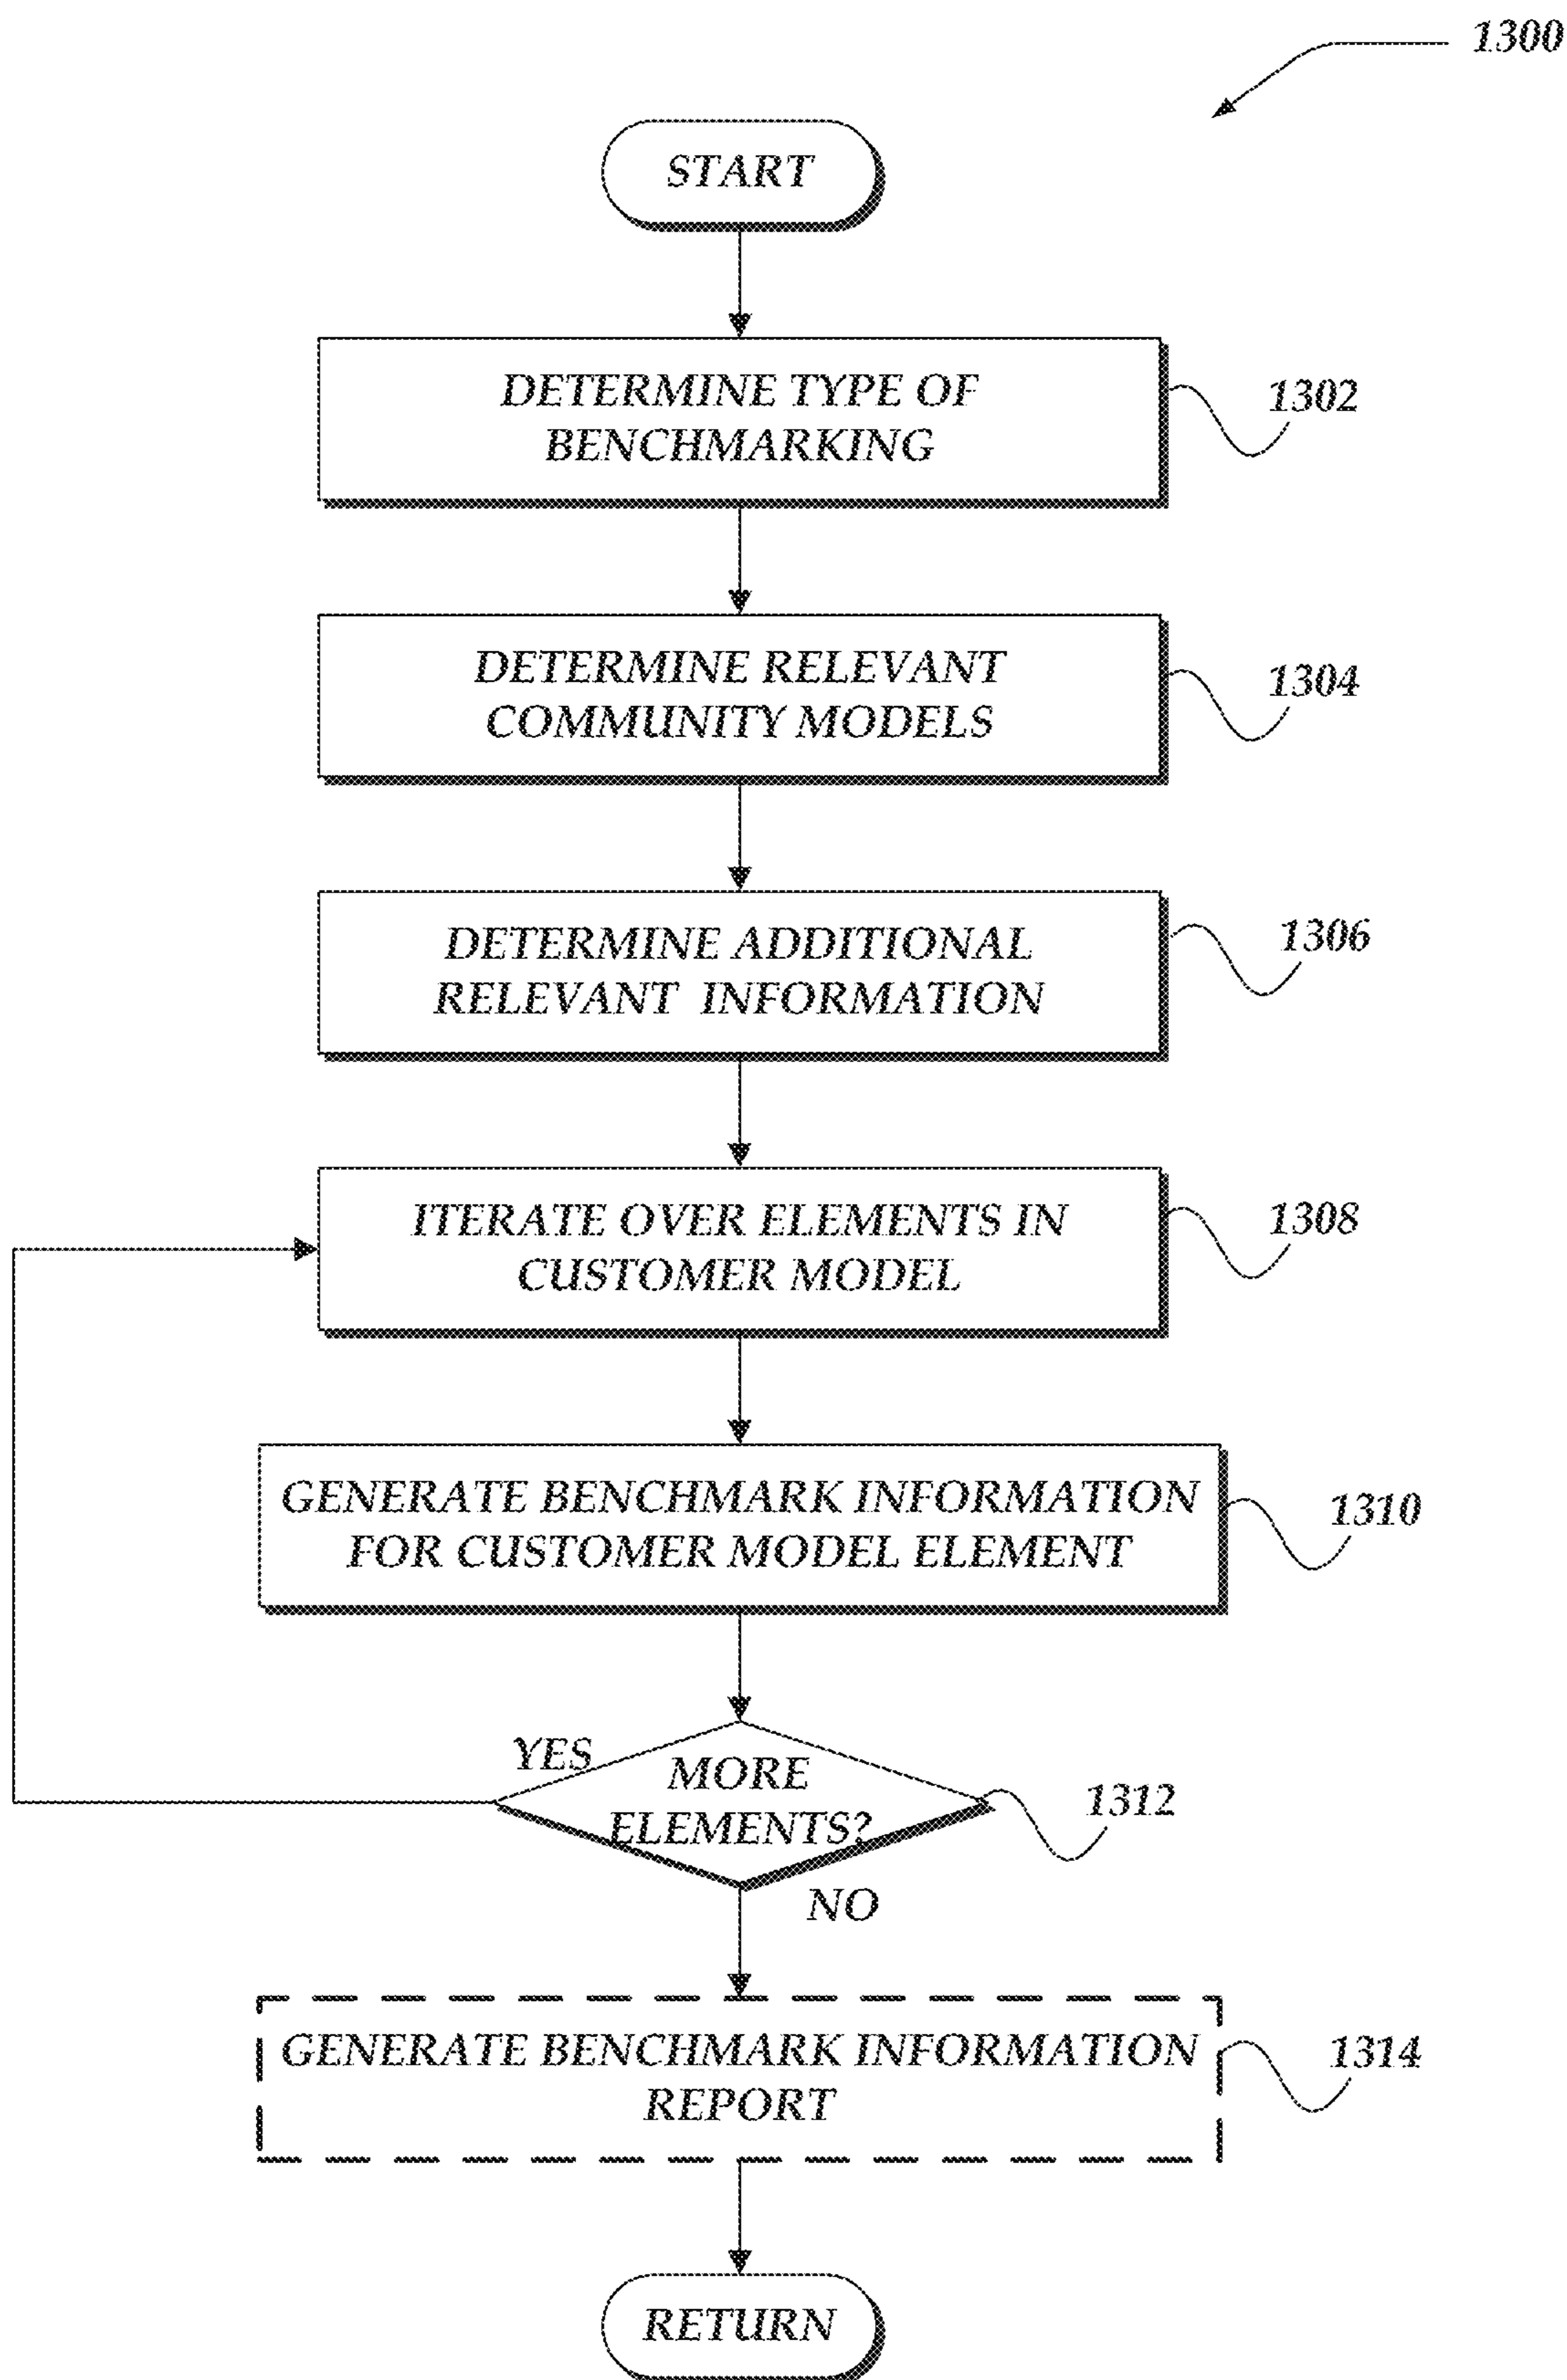 1300
START
DETERMINE TYPE OF
BENCHMARKING
1302
DETERMINE RELEVANT
COMMUNITY MODELS
1304
DETERMINE ADDITIONAL
RELEVANT INFORMATION
1306
ITERATE OVER ELEMENTS IN
CUSTOMER MODEL
1308
GENERATE BENCHMARK INFORMATION
FOR CUSTOMER MODEL ELEMENT
1310
YES
MORE
ELEMENTS?
1312
NO
GENERATE BENCHMARK INFORMATION
REPORT
1314
RETURN